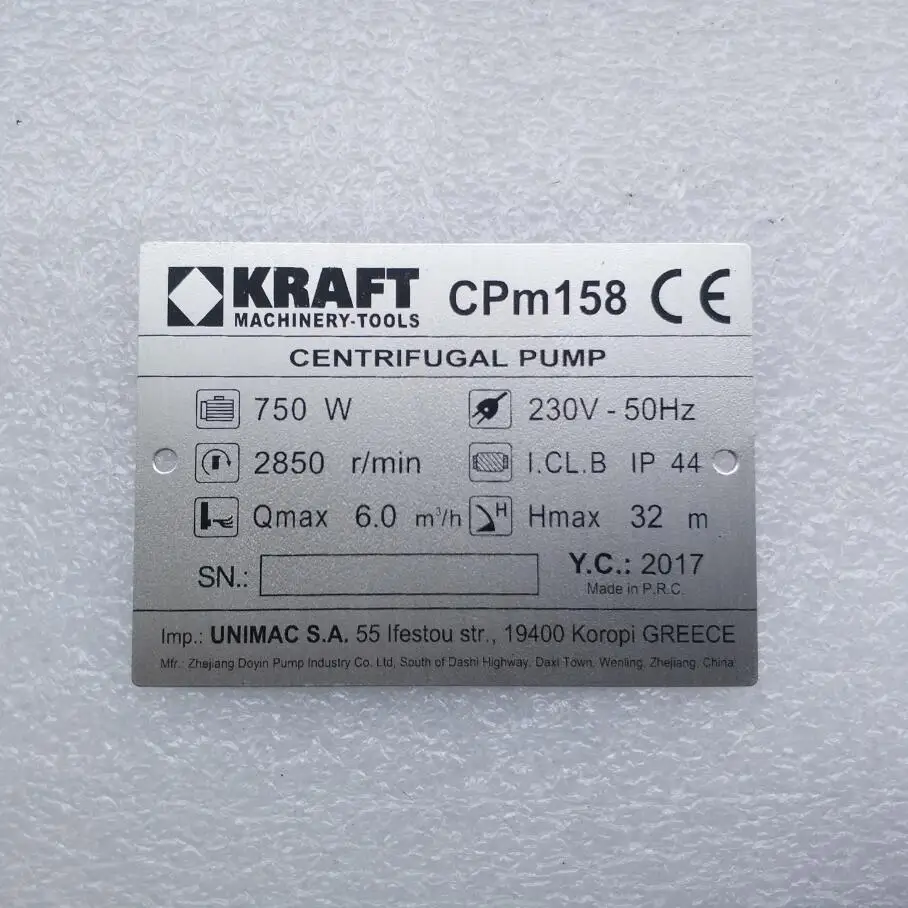 KRAFT CPm158 CE
MACHINERY-TOOLS
CENTRIFUGAL PUMP
750 W 230V - 50Hz
2850 r/min I.CL.B IP 44
Qmax 6.0 m³/h H Hmax 32 m
SN.: Y.C.: 2017
Made in P.R.C.
Imp.: UNIMAC S.A. 55 Ifestou str., 19400 Koropi GREECE
Mfr.: Zhejiang Doyin Pump Industry Co. Ltd, South of Dashi Highway, Daxi Town, Wenling, Zhejiang, China